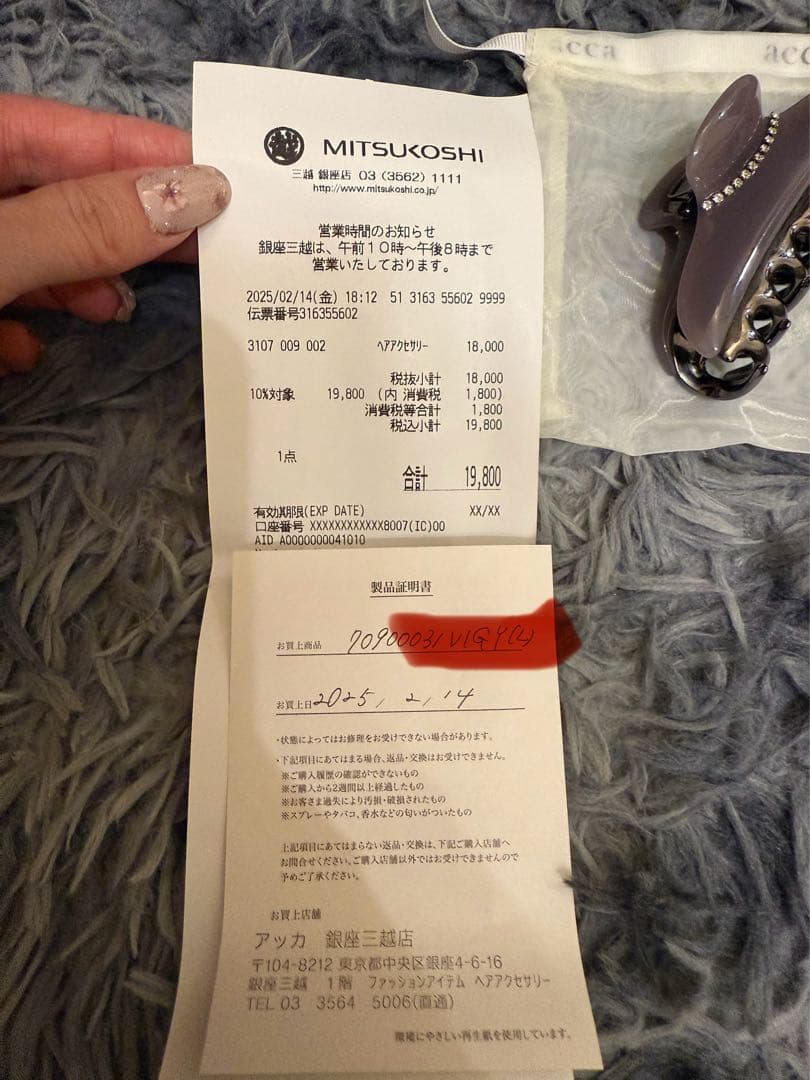 acca acc
MITSUKOSHI
三越 銀座店 03 (3562) 1111
http://www.mitsukoshi.co.jp/
営業時間のお知らせ
銀座三越は、午前10時～午後8時まで
営業いたしております。
2025/02/14(金) 18:12 51 3163 55602 9999
伝票番号316355602
3107 009 002 ヘアアクセサリー 18,000
税抜小計 18,000
10%対象 19,800 (内 消費税 1,800)
消費税等合計 1,800
税込小計 19,800
1点
合計 19,800
有効期限(EXP DATE) XX/XX
口座番号 XXXXXXXXXXXX8007(IC)00
AID A0000000041010
製品証明書
お買上商品 70900031 V1GY(L)
お買上日 2025, 2, 14
・状態によってはお修理をお受けできない場合があります。
・下記項目にあてはまる場合、返品・交換はお受けできません。
※ご購入履歴の確認ができないもの
※ご購入から2週間以上経過したもの
※お客さま過失により汚損・破損されたもの
※スプレーやタバコ、香水などの匂いがついたもの
上記項目にあてはまらない返品・交換は、下記ご購入店舗へ
お問合せください。ご購入店舗以外ではお受けできませんので
予めご了承ください。
お買上店舗
アッカ 銀座三越店
〒104-8212 東京都中央区銀座4-6-16
銀座三越 1階 ファッションアイテム ヘアアクセサリー
TEL 03 3564 5006(直通)
環境にやさしい再生紙を使用しています。